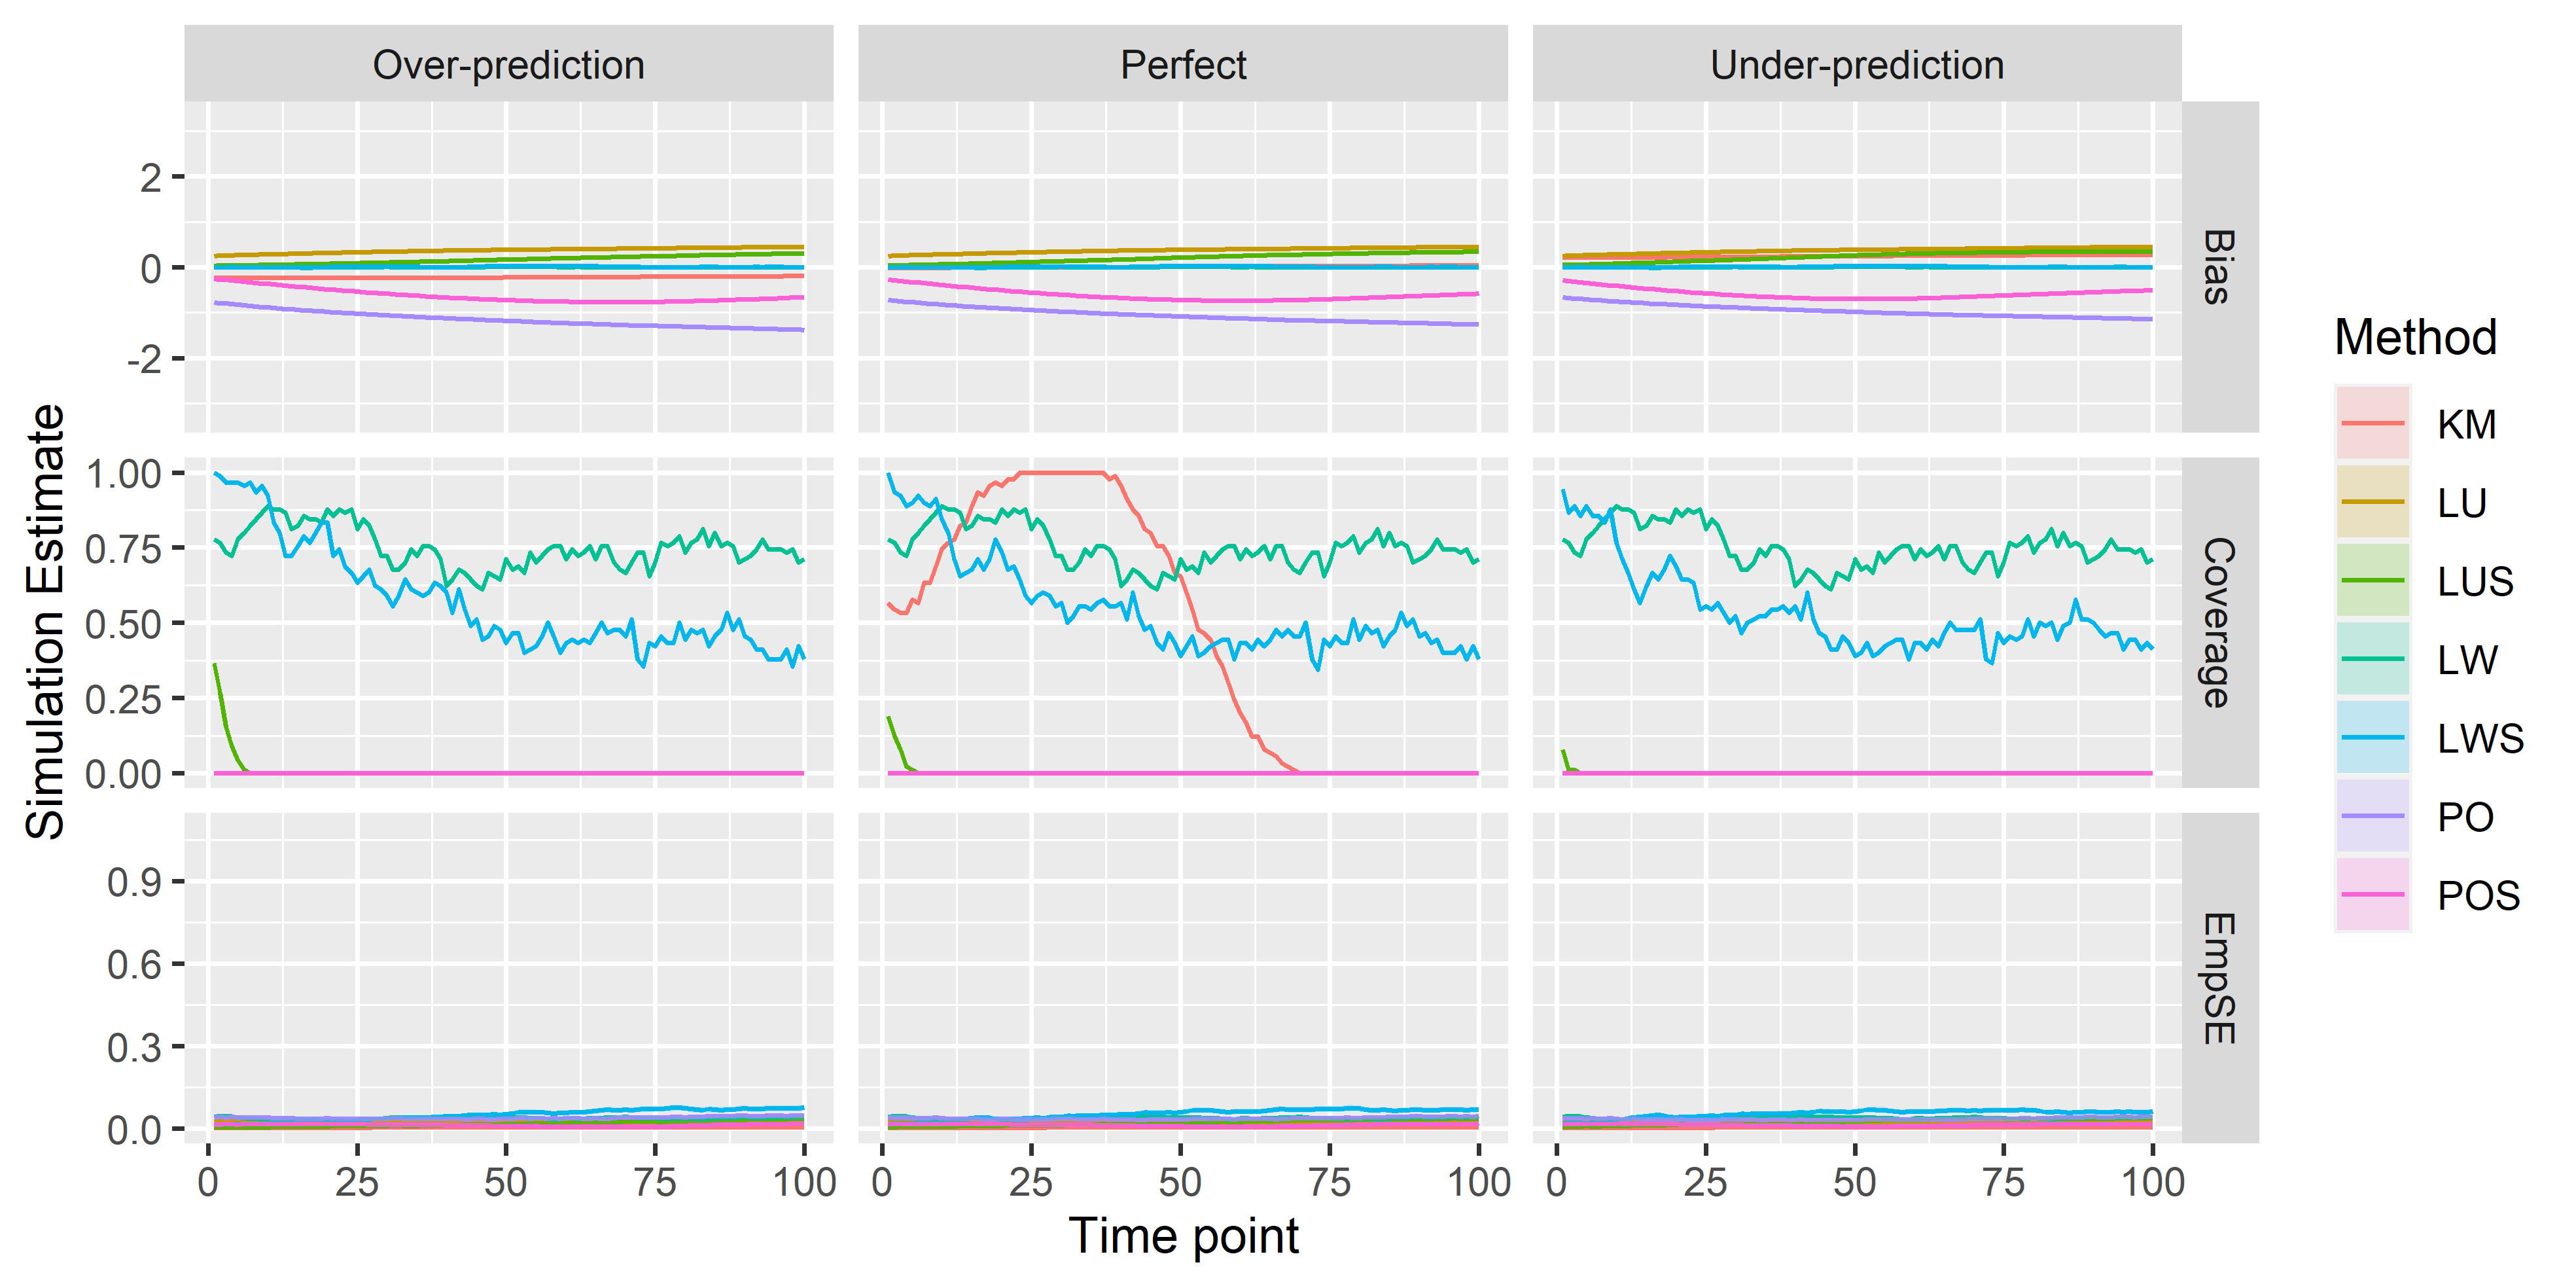 Over-prediction Perfect Under-prediction
2
0
-2
Bias
Simulation Estimate
1.00
0.75
0.50
0.25
0.00
Coverage
0.9
0.6
0.3
0.0
EmpSE
0 25 50 75 100 0 25 50 75 100 0 25 50 75 100
Time point
Method
KM
LU
LUS
LW
LWS
PO
POS